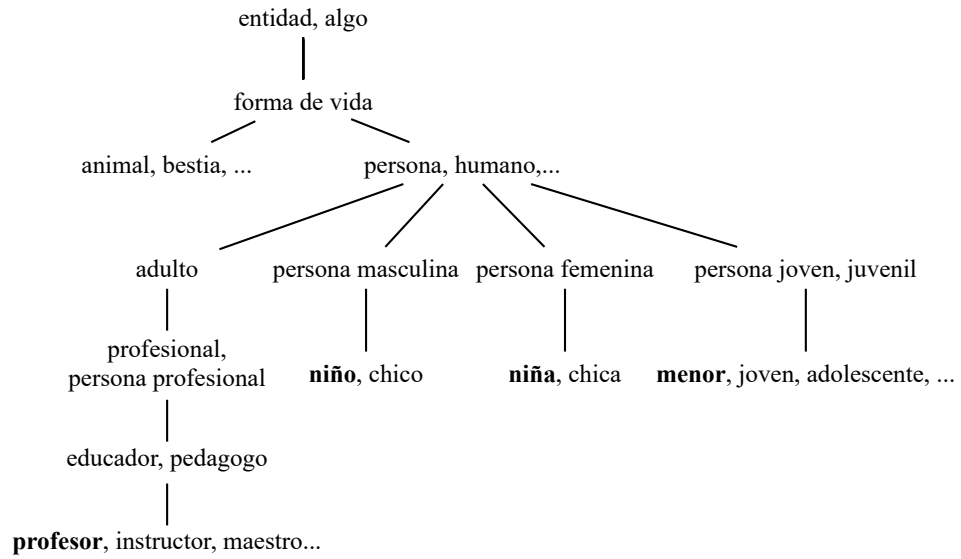 entidad, algo
forma de vida
animal, bestia, ...
persona, humano,...
adulto
persona masculina
persona femenina
persona joven, juvenil
profesional,
persona profesional
niño, chico
niña, chica
menor, joven, adolescente, ...
educador, pedagogo
profesor, instructor, maestro...